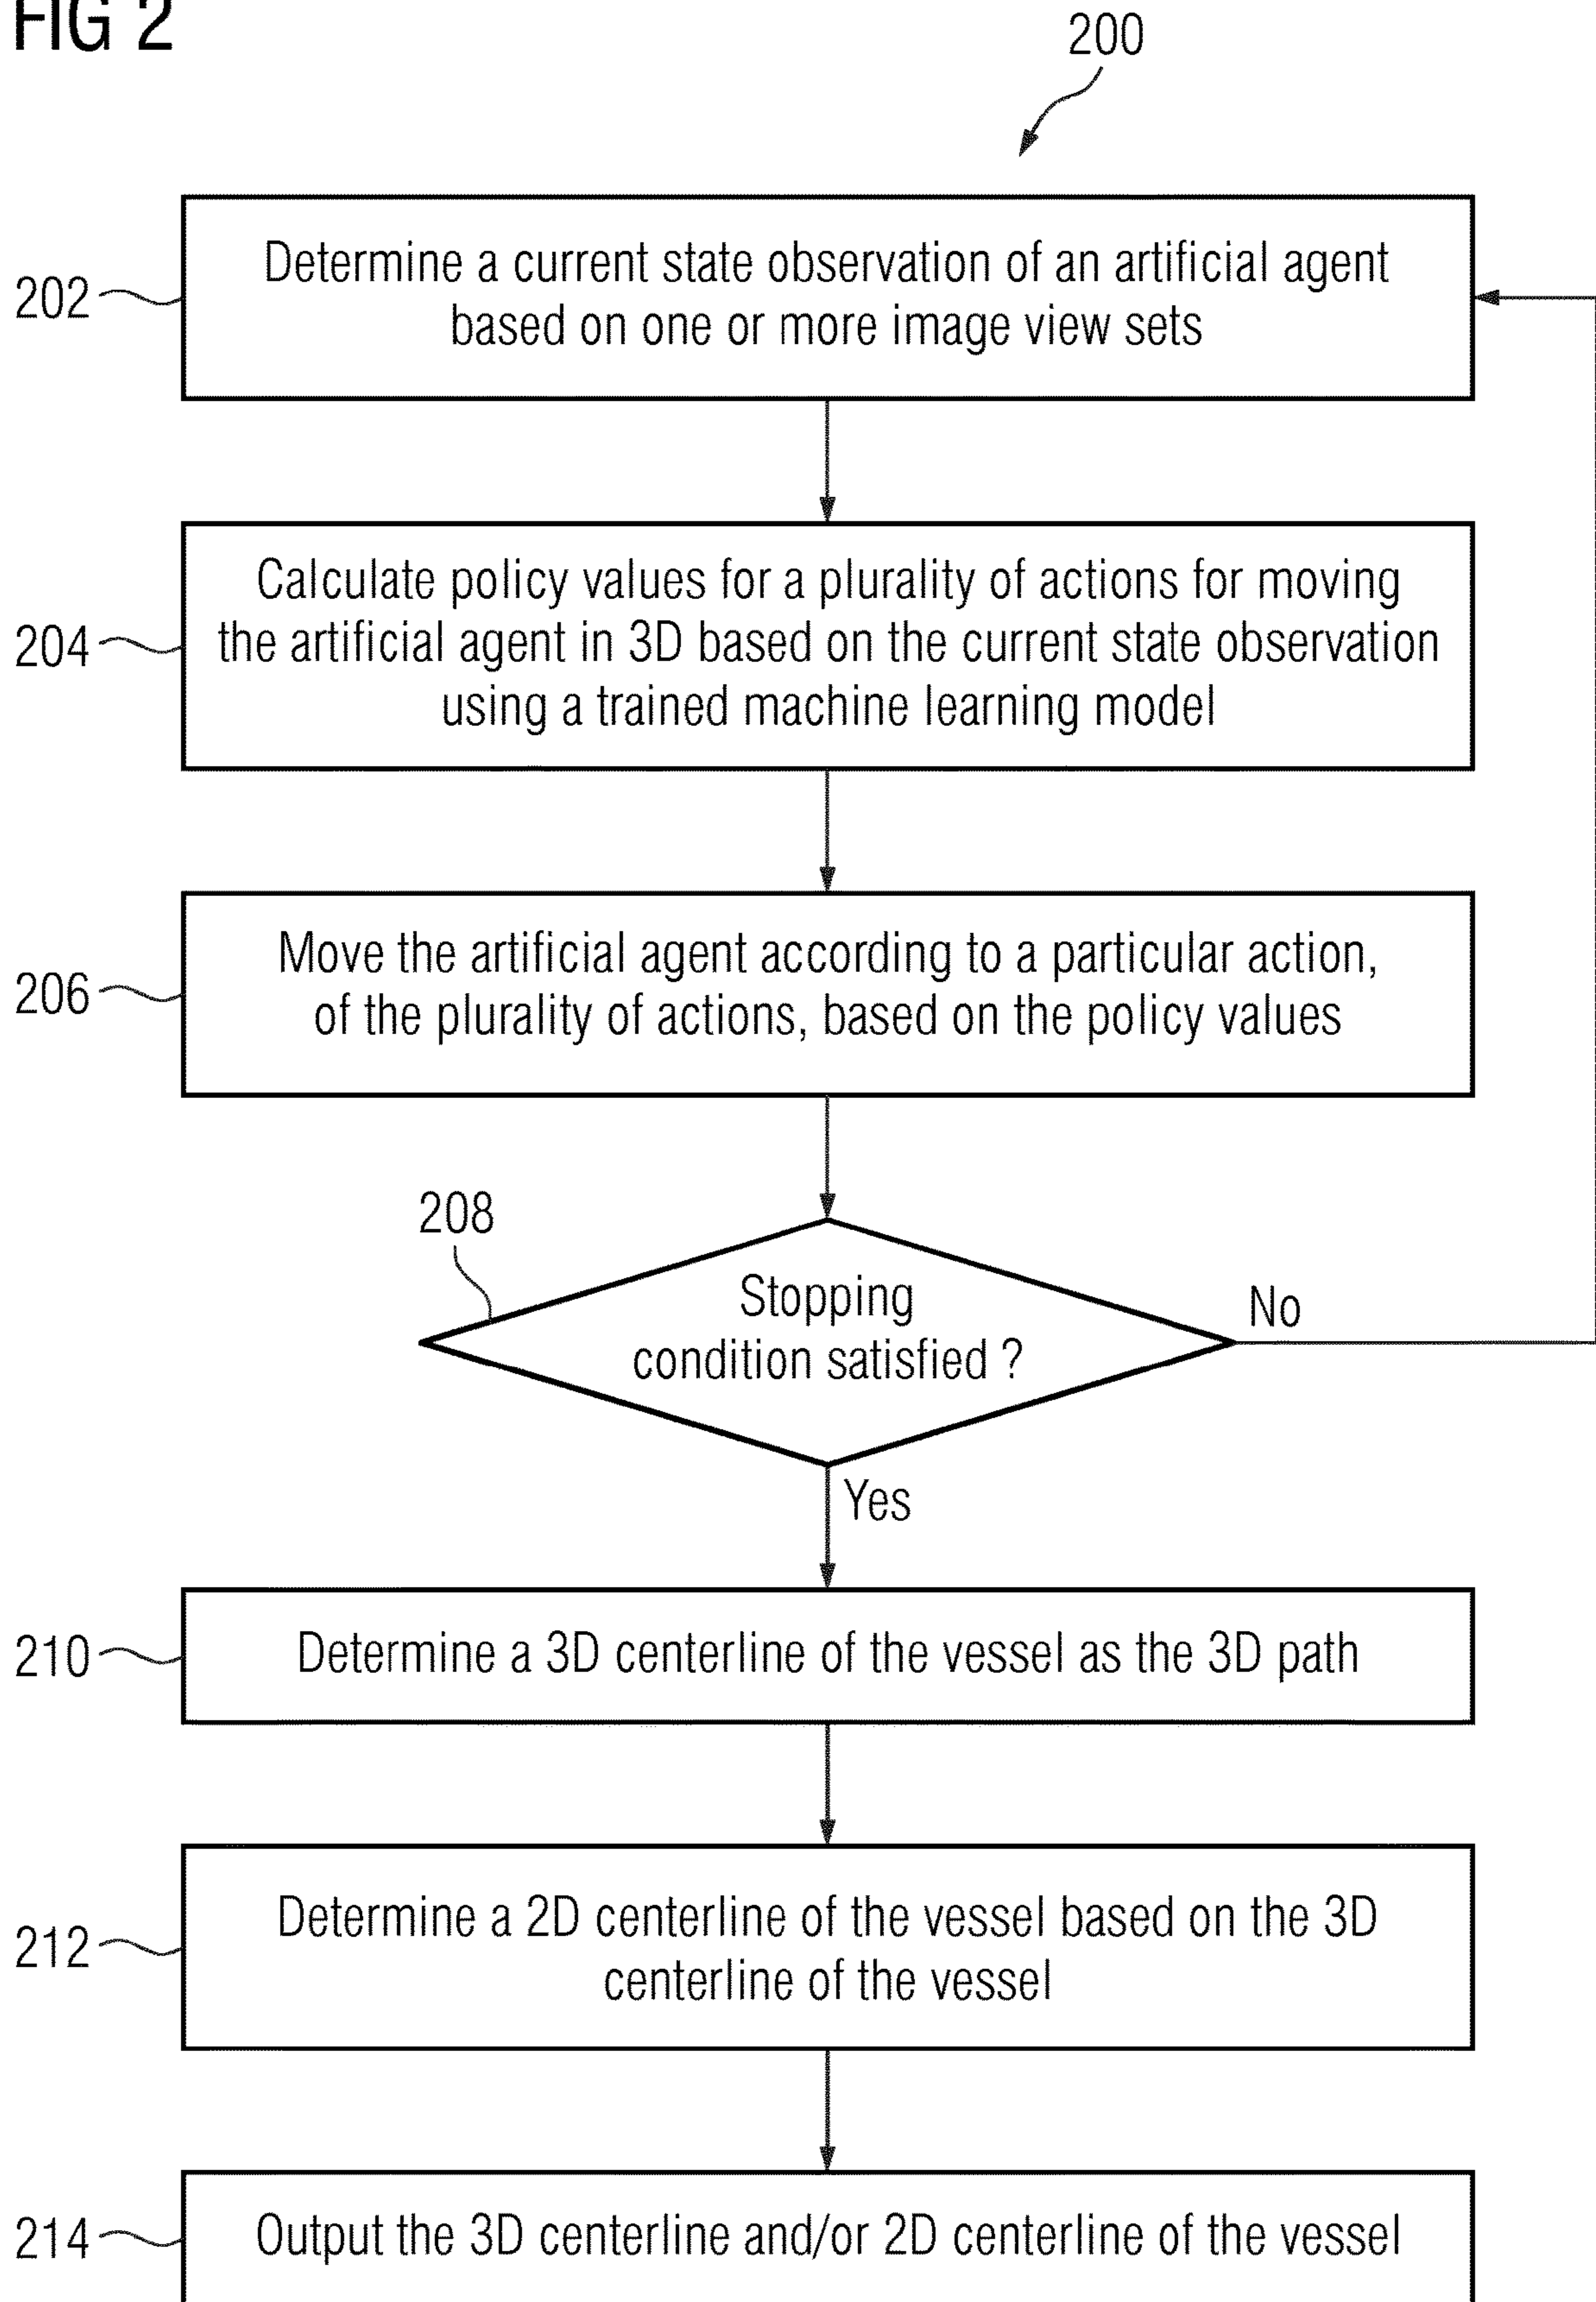 FIG 2
200
202
Determine a current state observation of an artificial agent
based on one or more image view sets
204
Calculate policy values for a plurality of actions for moving
the artificial agent in 3D based on the current state observation
using a trained machine learning model
206
Move the artificial agent according to a particular action,
of the plurality of actions, based on the policy values
208
Stopping
condition satisfied ?
No
Yes
210
Determine a 3D centerline of the vessel as the 3D path
212
Determine a 2D centerline of the vessel based on the 3D
centerline of the vessel
214
Output the 3D centerline and/or 2D centerline of the vessel